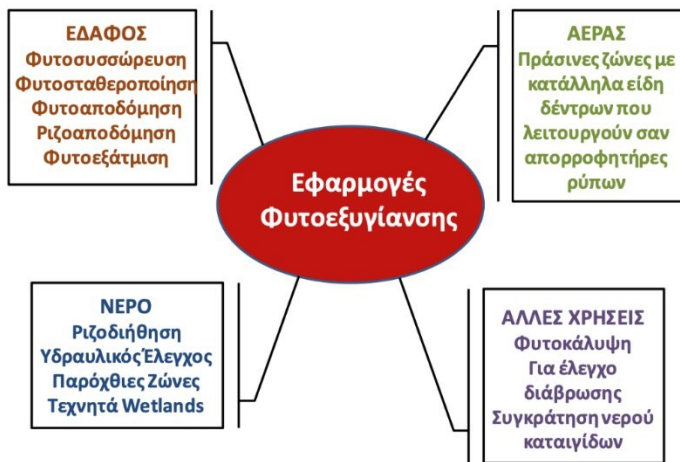 ΕΔΑΦΟΣ
Φυτοσυσσώρευση
Φυτοσταθεροποίηση
Φυτοαποδόμηση
Ριζοαποδόμηση
Φυτοεξάτμιση
ΑΕΡΑΣ
Πράσινες ζώνες με
κατάλληλα είδη
δέντρων που
λειτουργούν σαν
απορροφητήρες
ρύπων
Εφαρμογές
Φυτοεξυγίανσης
ΝΕΡΟ
Ριζοδιήθηση
Υδραυλικός Έλεγχος
Παρόχθιες Ζώνες
Τεχνητά Wetlands
ΑΛΛΕΣ ΧΡΗΣΕΙΣ
Φυτοκάλυψη
Για έλεγχο
διάβρωσης
Συγκράτηση νερού
καταιγίδων